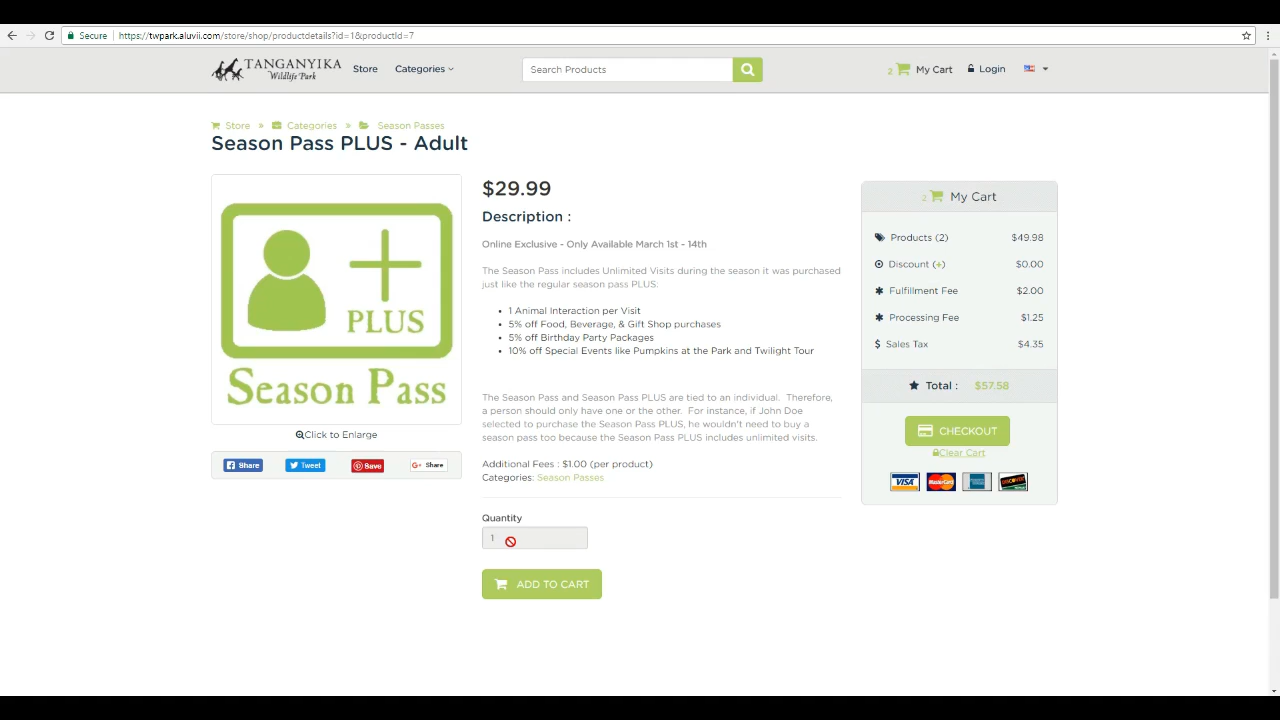 Secure https://twpark.aluvii.com/store/shop/productdetails?id=1&productId=7
TANGANYIKA
Wildlife Park
Store Categories
Search Products
2 My Cart Login
Store » Categories » Season Passes
Season Pass PLUS - Adult
PLUS
Season Pass
Click to Enlarge
Share Tweet Save G+ Share
$29.99
Description :
Online Exclusive - Only Available March 1st - 14th
The Season Pass includes Unlimited Visits during the season it was purchased
just like the regular season pass PLUS:
• 1 Animal Interaction per Visit
• 5% off Food, Beverage, & Gift Shop purchases
• 5% off Birthday Party Packages
• 10% off Special Events like Pumpkins at the Park and Twilight Tour
The Season Pass and Season Pass PLUS are tied to an individual. Therefore,
a person should only have one or the other. For instance, if John Doe
selected to purchase the Season Pass PLUS, he wouldn't need to buy a
season pass too because the Season Pass PLUS includes unlimited visits.
Additional Fees : $1.00 (per product)
Categories: Season Passes
Quantity
1
ADD TO CART
2 My Cart
Products (2) $49.98
Discount (+) $0.00
Fulfillment Fee $2.00
Processing Fee $1.25
$ Sales Tax $4.35
Total : $57.58
CHECKOUT
Clear Cart
VISA MasterCard DISCOVER